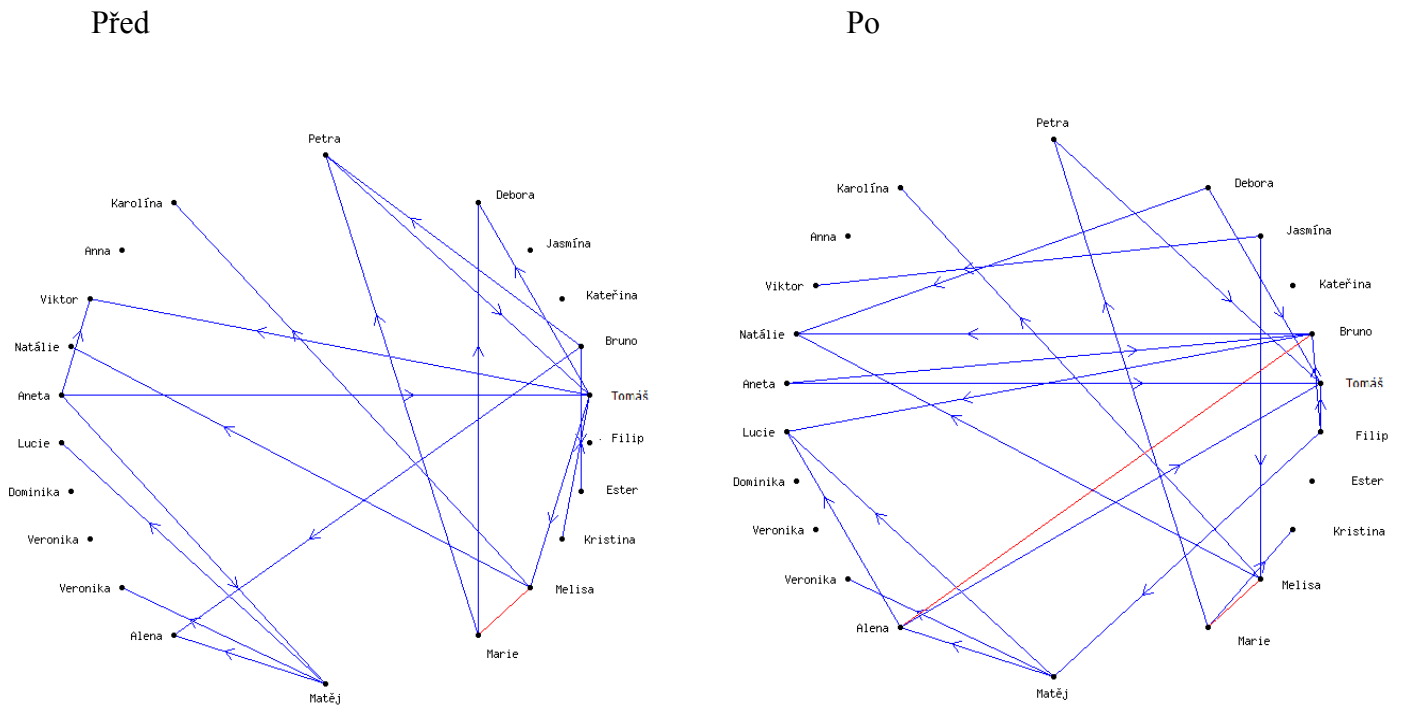 Před
Petra
Karolína
Debora
Anna
Jasmína
Viktor
Kateřina
Natálie
Bruno
Aneta
Tomáš
Lucie
Filip
Dominika
Ester
Veronika
Kristina
Veronika
Melisa
Alena
Marie
Matěj
Po
Petra
Karolína
Debora
Anna
Jasmína
Viktor
Kateřina
Natálie
Bruno
Aneta
Tomáš
Lucie
Filip
Dominika
Ester
Veronika
Kristina
Veronika
Melisa
Alena
Marie
Matěj